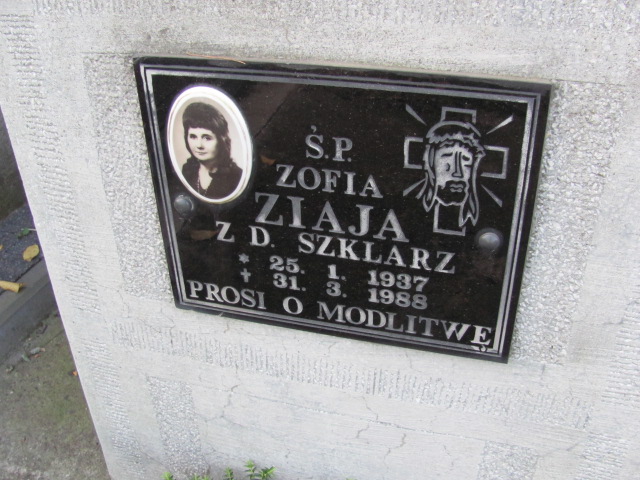 Ś.P.
ZOFIA
ZIAJA
Z D. SZKLARZ
* 25. 1. 1937
✝ 31. 3. 1988
PROSI O MODLITWĘ